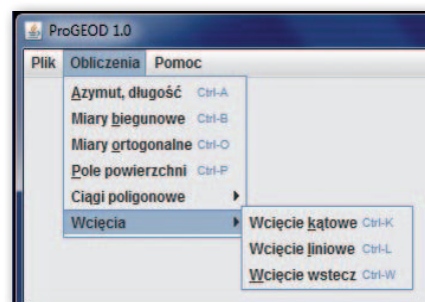 ProGEOD 1.0
Plik Obliczenia Pomoc
Azymut, długość Ctrl-A
Miary biegunowe Ctrl-B
Miary ortogonalne Ctrl-O
Pole powierzchni Ctrl-P
Ciągi poligonowe
Wcięcia
Wcięcie kątowe Ctrl-K
Wcięcie liniowe Ctrl-L
Wcięcie wstecz Ctrl-W